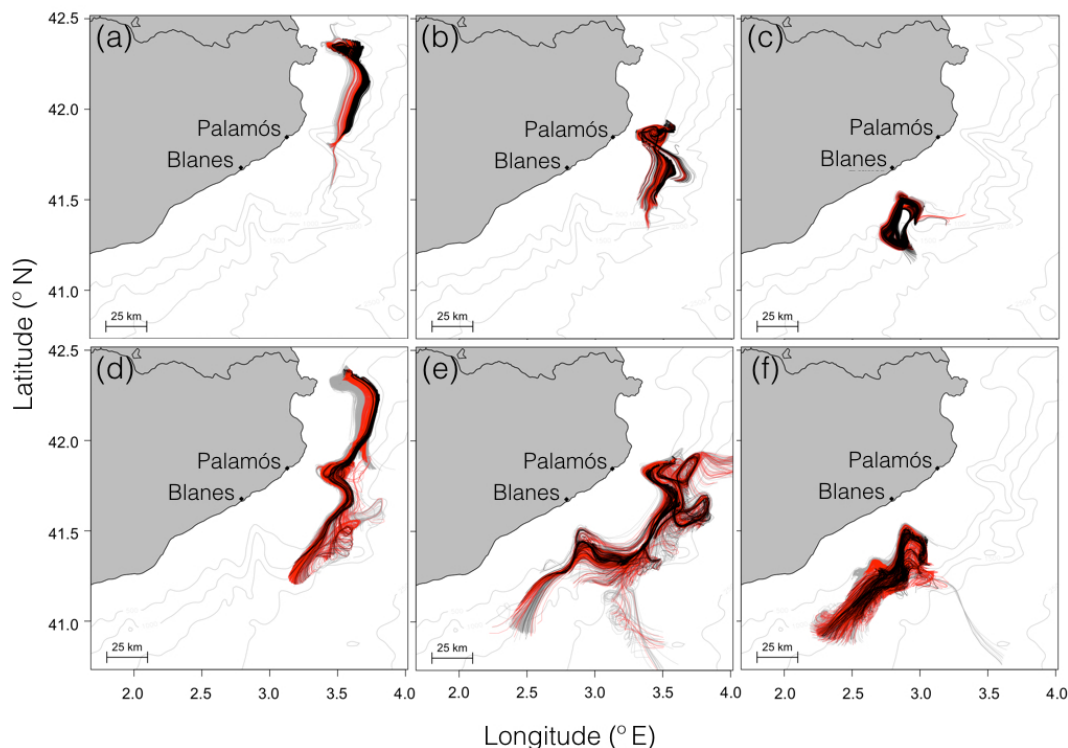 42.5
(a)
(b)
(c)
42.0
Palamós
Palamós
Palamós
Blanes
Blanes
Blanes
41.5
41.0
25 km
25 km
25 km
Latitude (° N)
42.5
(d)
(e)
(f)
42.0
Palamós
Palamós
Palamós
Blanes
Blanes
Blanes
41.5
41.0
25 km
25 km
25 km
2.0 2.5 3.0 3.5 4.0
2.0 2.5 3.0 3.5 4.0
2.0 2.5 3.0 3.5 4.0
Longitude (° E)